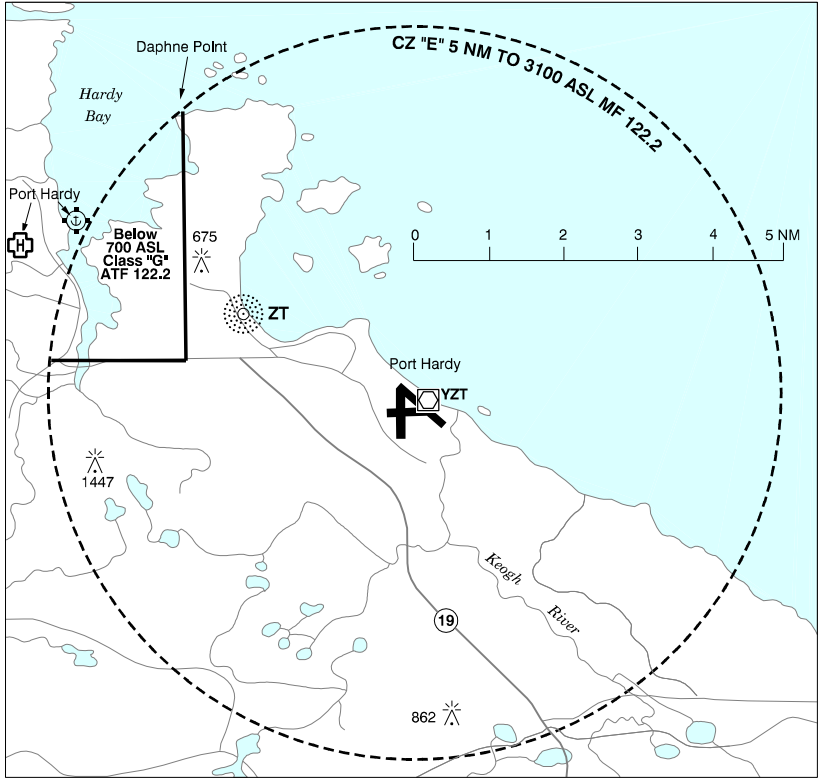 Daphne Point
CZ "E" 5 NM TO 3100 ASL MF 122.2
Hardy
Bay
Port Hardy
H
Below
700 ASL
Class "G"
ATF 122.2
675
0 1 2 3 4 5 NM
ZT
Port Hardy
YZT
1447
Keogh
River
19
862